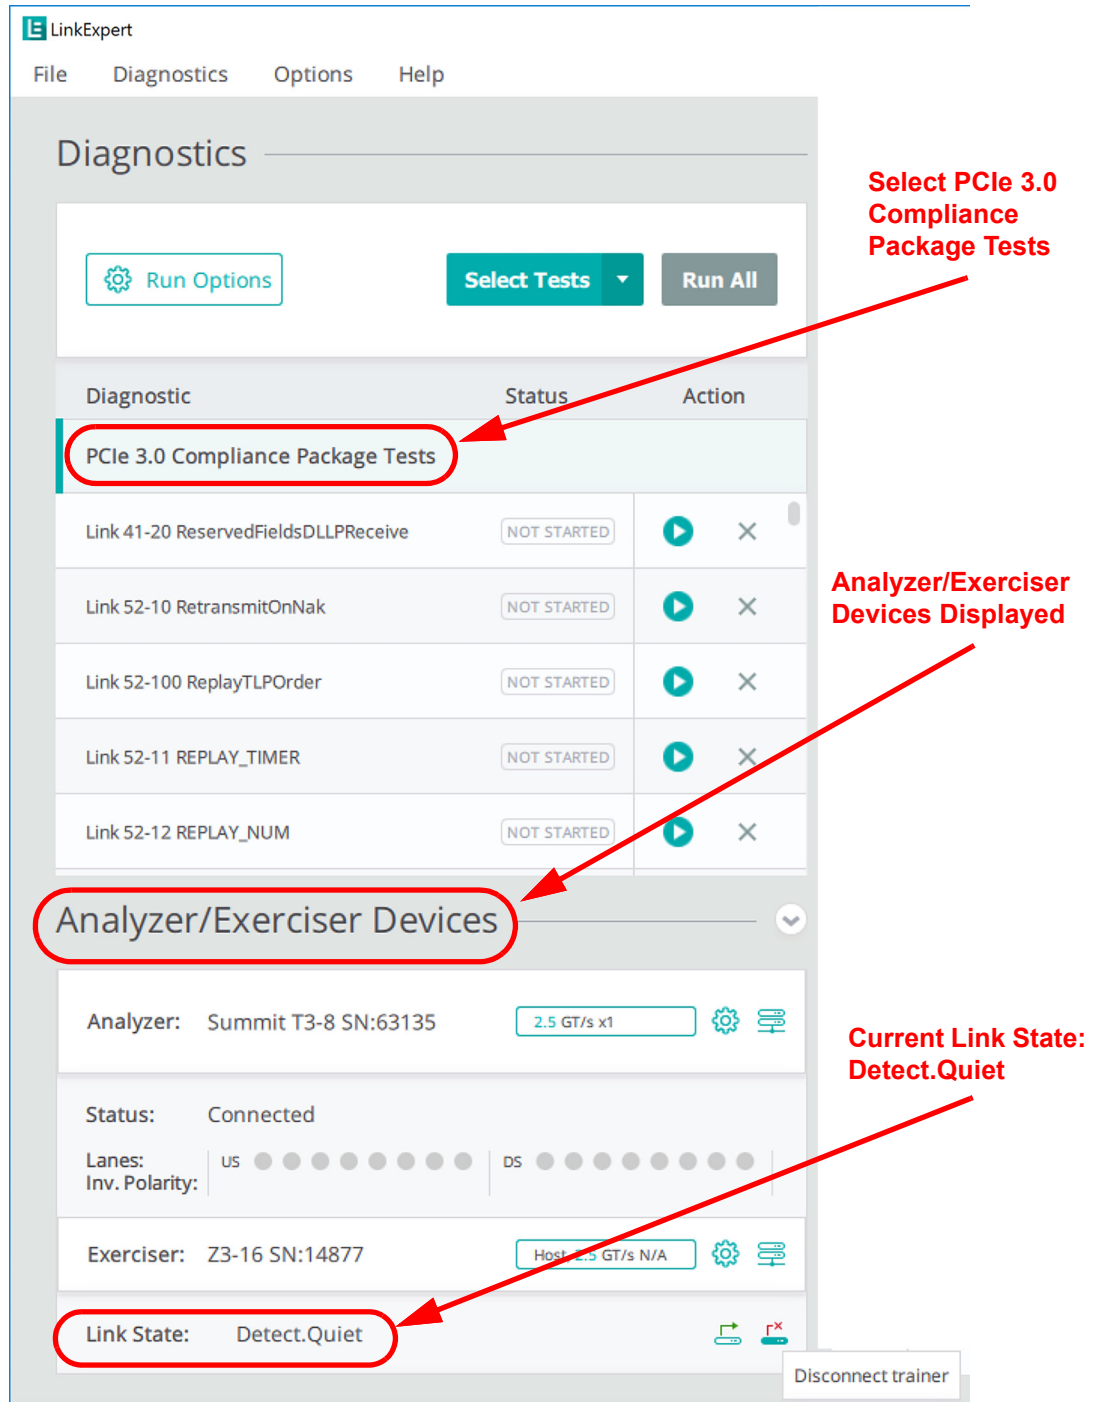 LinkExpert
File Diagnostics Options Help
Diagnostics
Select PCIe 3.0
Compliance
Package Tests
Run Options Select Tests Run All
Diagnostic Status Action
PCIe 3.0 Compliance Package Tests
Link 41-20 ReservedFieldsDLLPReceive NOT STARTED
Link 52-10 RetransmitOnNak NOT STARTED
Analyzer/Exerciser
Devices Displayed
Link 52-100 ReplayTLPOrder NOT STARTED
Link 52-11 REPLAY_TIMER NOT STARTED
Link 52-12 REPLAY_NUM NOT STARTED
Analyzer/Exerciser Devices
Analyzer: Summit T3-8 SN:63135 2.5 GT/s x1
Current Link State:
Detect.Quiet
Status: Connected
Lanes: US DS
Inv. Polarity:
Exerciser: Z3-16 SN:14877 Host, 2.5 GT/s N/A
Link State: Detect.Quiet
Disconnect trainer